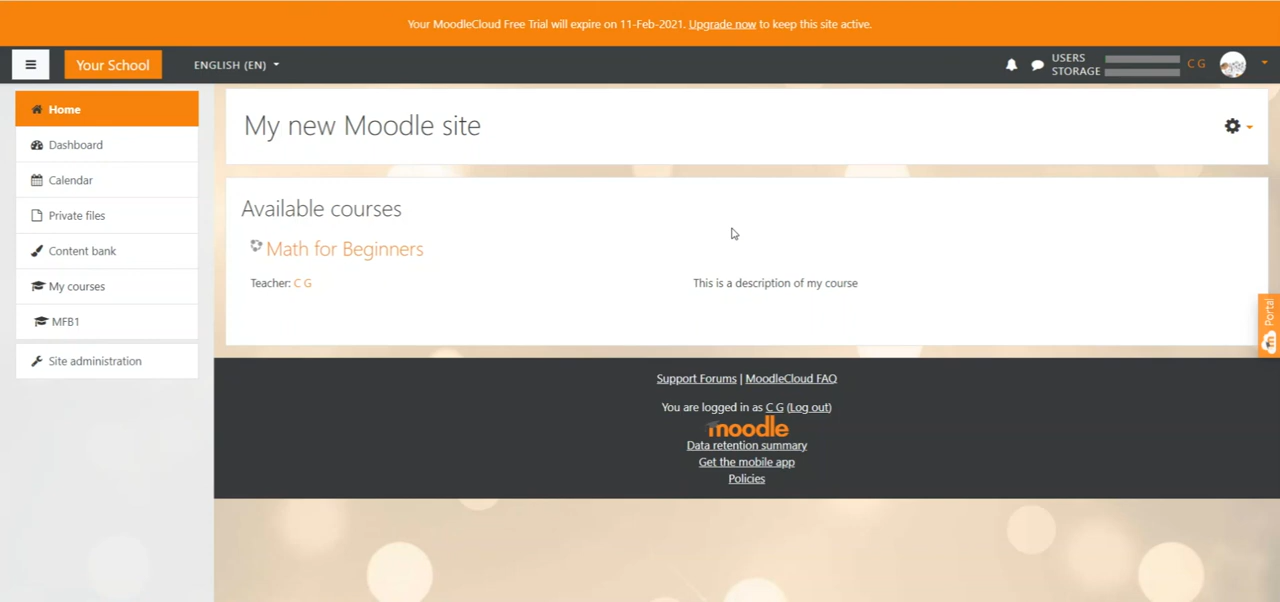 Your MoodleCloud Free Trial will expire on 11-Feb-2021. Upgrade now to keep this site active.
Your School
ENGLISH (EN)
USERS
STORAGE
C G
Home
Dashboard
Calendar
Private files
Content bank
My courses
MFB1
Site administration
My new Moodle site
Available courses
Math for Beginners
Teacher: C G
This is a description of my course
Portal
Support Forums | MoodleCloud FAQ
You are logged in as C G (Log out)
moodle
Data retention summary
Get the mobile app
Policies